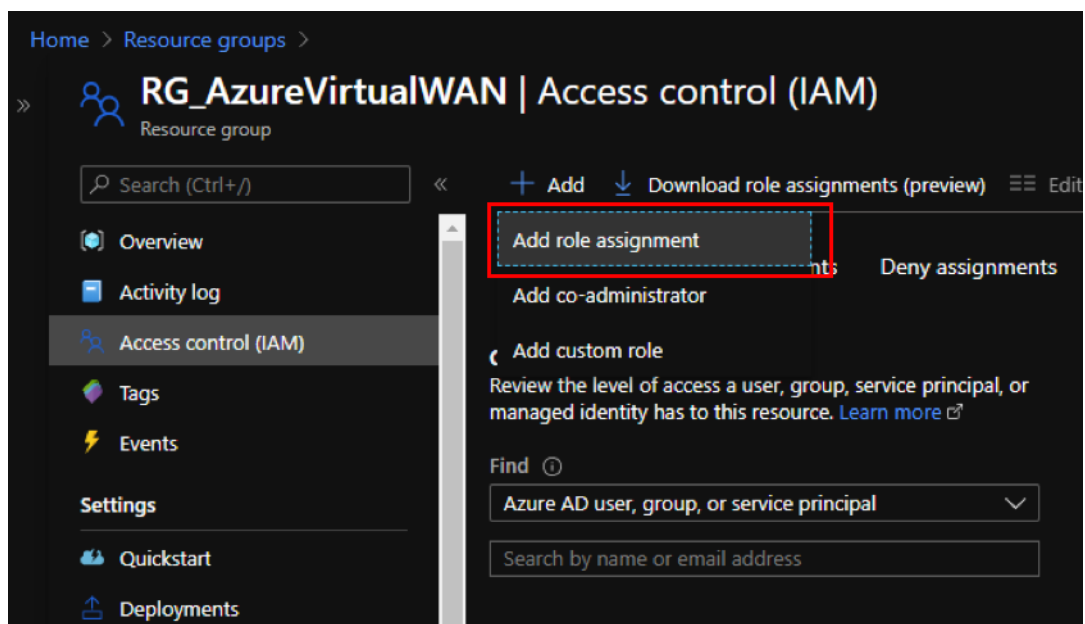 Home > Resource groups >
RG_AzureVirtualWAN | Access control (IAM)
Resource group
Search (Ctrl+/)
Add
Download role assignments (preview)
Edit
Add role assignment
nts
Deny assignments
Add co-administrator
Add custom role
Review the level of access a user, group, service principal, or
managed identity has to this resource. Learn more
Find
Azure AD user, group, or service principal
Search by name or email address
Overview
Activity log
Access control (IAM)
Tags
Events
Settings
Quickstart
Deployments